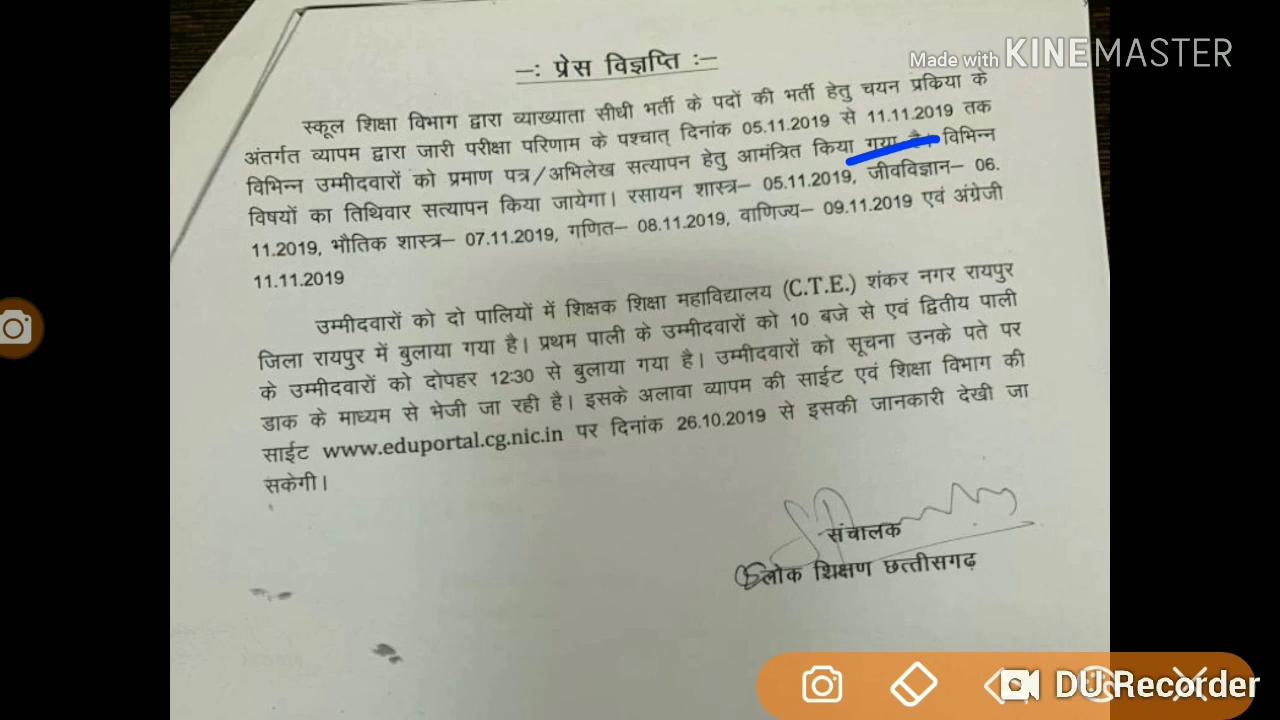 Made with KINEMASTER
—: प्रेस विज्ञप्ति :—
स्कूल शिक्षा विभाग द्वारा व्याख्याता सीधी भर्ती के पदों की भर्ती हेतु चयन प्रकिया के
अंतर्गत व्यापम द्वारा जारी परीक्षा परिणाम के पश्चात् दिनांक 05.11.2019 से 11.11.2019 तक
विभिन्न उम्मीदवारों को प्रमाण पत्र/अभिलेख सत्यापन हेतु आमंत्रित किया गया है। विभिन्न
विषयों का तिथिवार सत्यापन किया जायेगा। रसायन शास्त्र– 05.11.2019, जीवविज्ञान– 06.
11.2019, भौतिक शास्त्र– 07.11.2019, गणित– 08.11.2019, वाणिज्य– 09.11.2019 एवं अंग्रेजी
11.11.2019
उम्मीदवारों को दो पालियों में शिक्षक शिक्षा महाविद्यालय (C.T.E.) शंकर नगर रायपुर
जिला रायपुर में बुलाया गया है। प्रथम पाली के उम्मीदवारों को 10 बजे से एवं द्वितीय पाली
के उम्मीदवारों को दोपहर 12:30 से बुलाया गया है। उम्मीदवारों को सूचना उनके पते पर
डाक के माध्यम से भेजी जा रही है। इसके अलावा व्यापम की साईट एवं शिक्षा विभाग की
साईट www.eduportal.cg.nic.in पर दिनांक 26.10.2019 से इसकी जानकारी देखी जा
सकेगी।
संचालक
लोक शिक्षण छत्तीसगढ़
DU Recorder